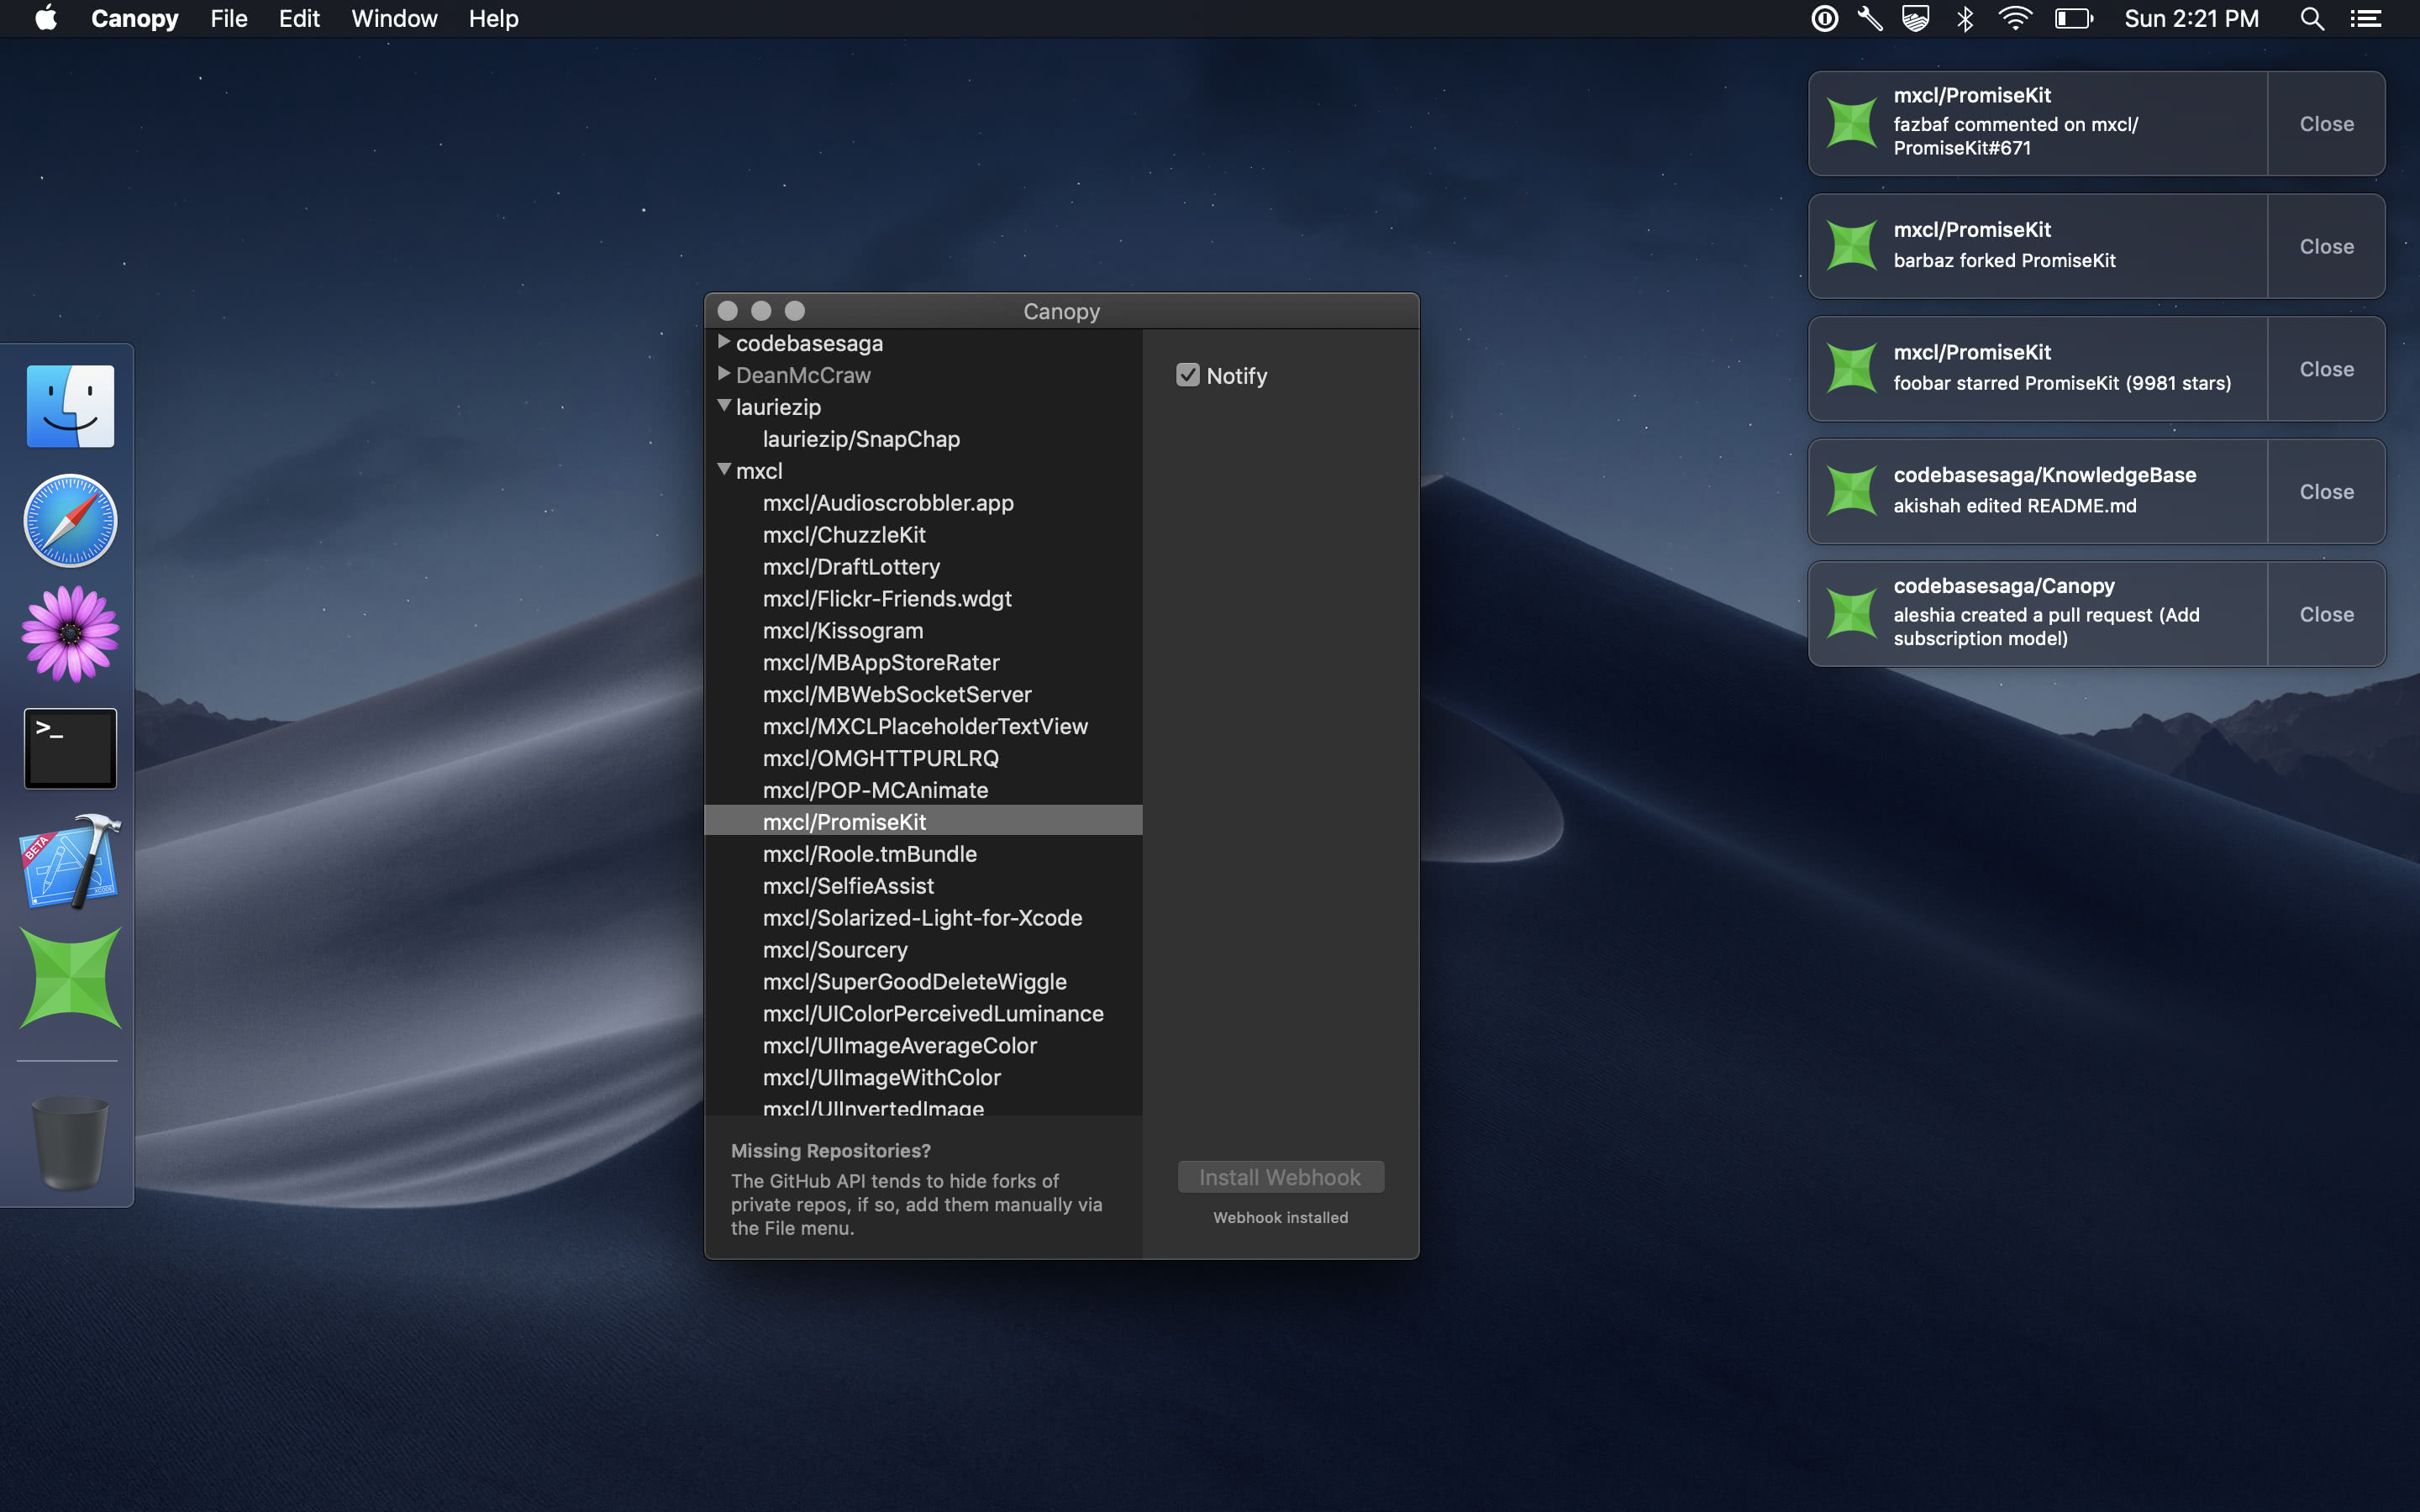 Canopy File Edit Window Help
Sun 2:21 PM
mxcl/PromiseKit
fazbaf commented on mxcl/
PromiseKit#671
Close
mxcl/PromiseKit
barbaz forked PromiseKit
Close
mxcl/PromiseKit
foobar starred PromiseKit (9981 stars)
Close
codebasesaga/KnowledgeBase
akishah edited README.md
Close
codebasesaga/Canopy
aleshia created a pull request (Add
subscription model)
Close
Canopy
codebasesaga
DeanMcCraw
lauriezip
lauriezip/SnapChap
mxcl
mxcl/Audioscrobbler.app
mxcl/ChuzzleKit
mxcl/DraftLottery
mxcl/Flickr-Friends.wdgt
mxcl/Kissogram
mxcl/MBAppStoreRater
mxcl/MBWebSocketServer
mxcl/MXCLPlaceholderTextView
mxcl/OMGHTTPURLRQ
mxcl/POP-MCAnimate
mxcl/PromiseKit
mxcl/Roole.tmBundle
mxcl/SelfieAssist
mxcl/Solarized-Light-for-Xcode
mxcl/Sourcery
mxcl/SuperGoodDeleteWiggle
mxcl/UIColorPerceivedLuminance
mxcl/UIImageAverageColor
mxcl/UIImageWithColor
mxcl/UIInvertedImage
Missing Repositories?
The GitHub API tends to hide forks of
private repos, if so, add them manually via
the File menu.
Notify
Install Webhook
Webhook installed
>_
BETA
XCODE